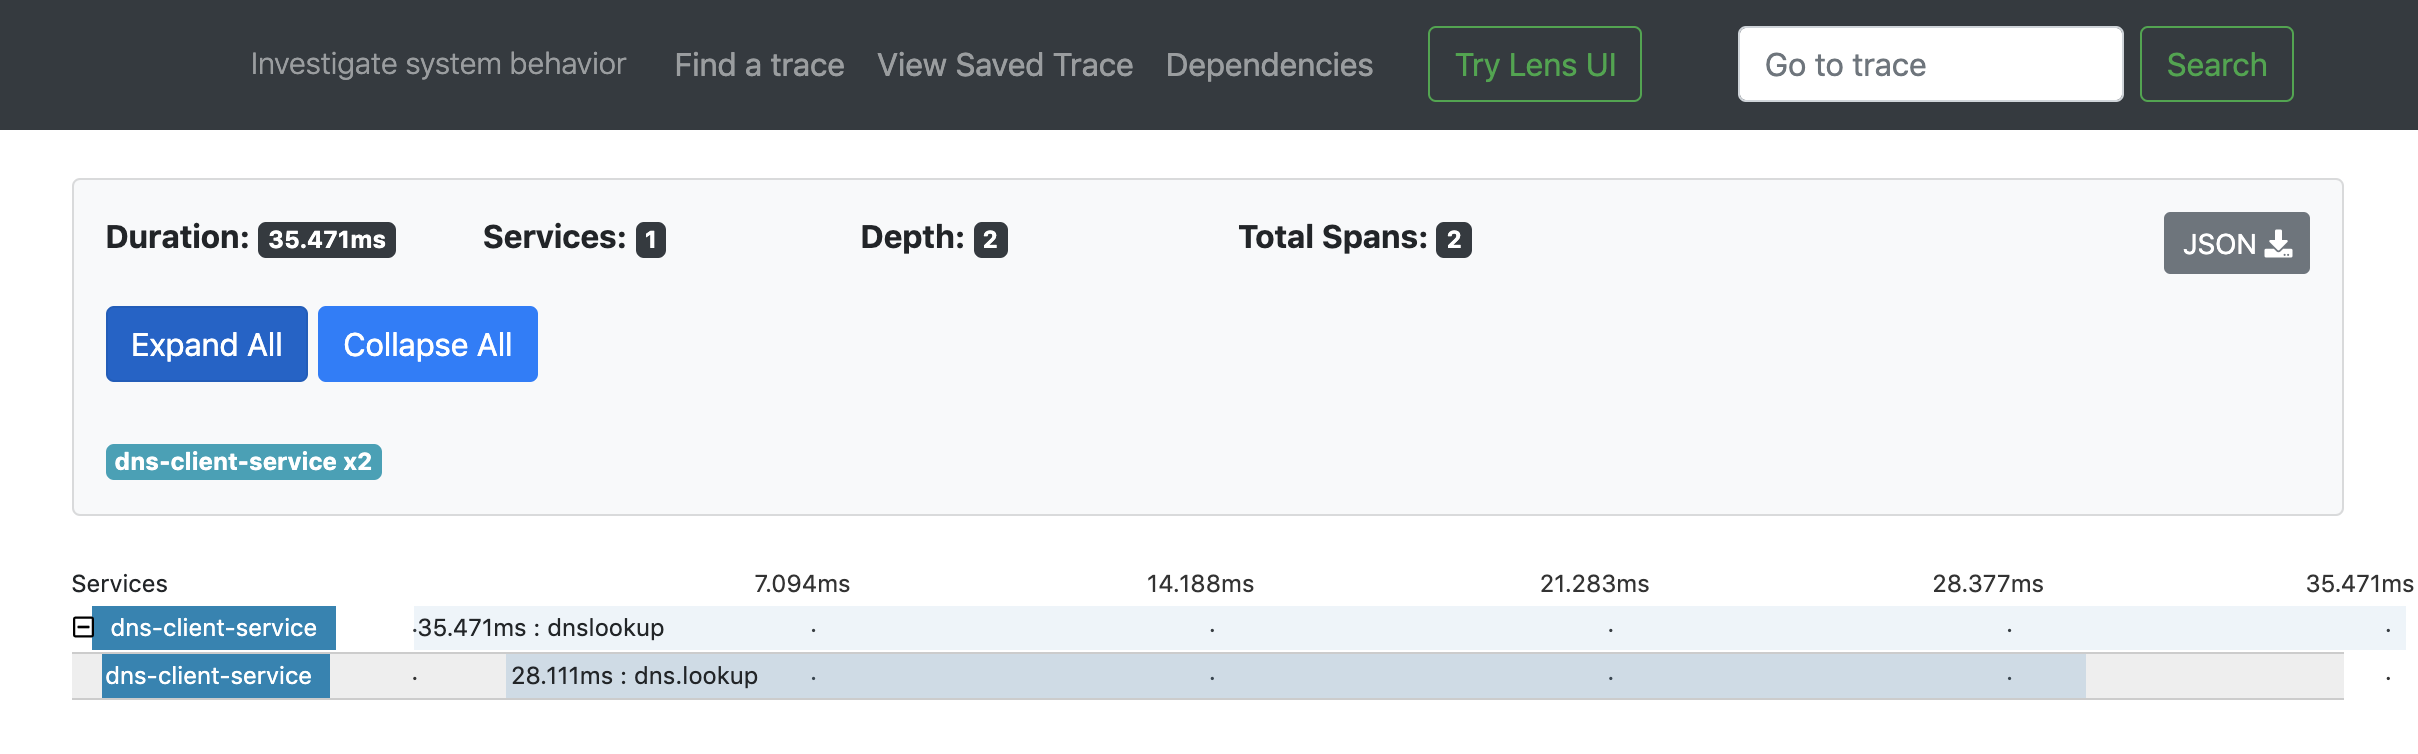 Investigate system behavior Find a trace View Saved Trace Dependencies Try Lens UI Go to trace Search
Duration: 35.471ms Services: 1 Depth: 2 Total Spans: 2 JSON
Expand All Collapse All
dns-client-service x2
Services 7.094ms 14.188ms 21.283ms 28.377ms 35.471ms
dns-client-service ·35.471ms : dnslookup . . . . .
dns-client-service . 28.111ms : dns.lookup . . . . .